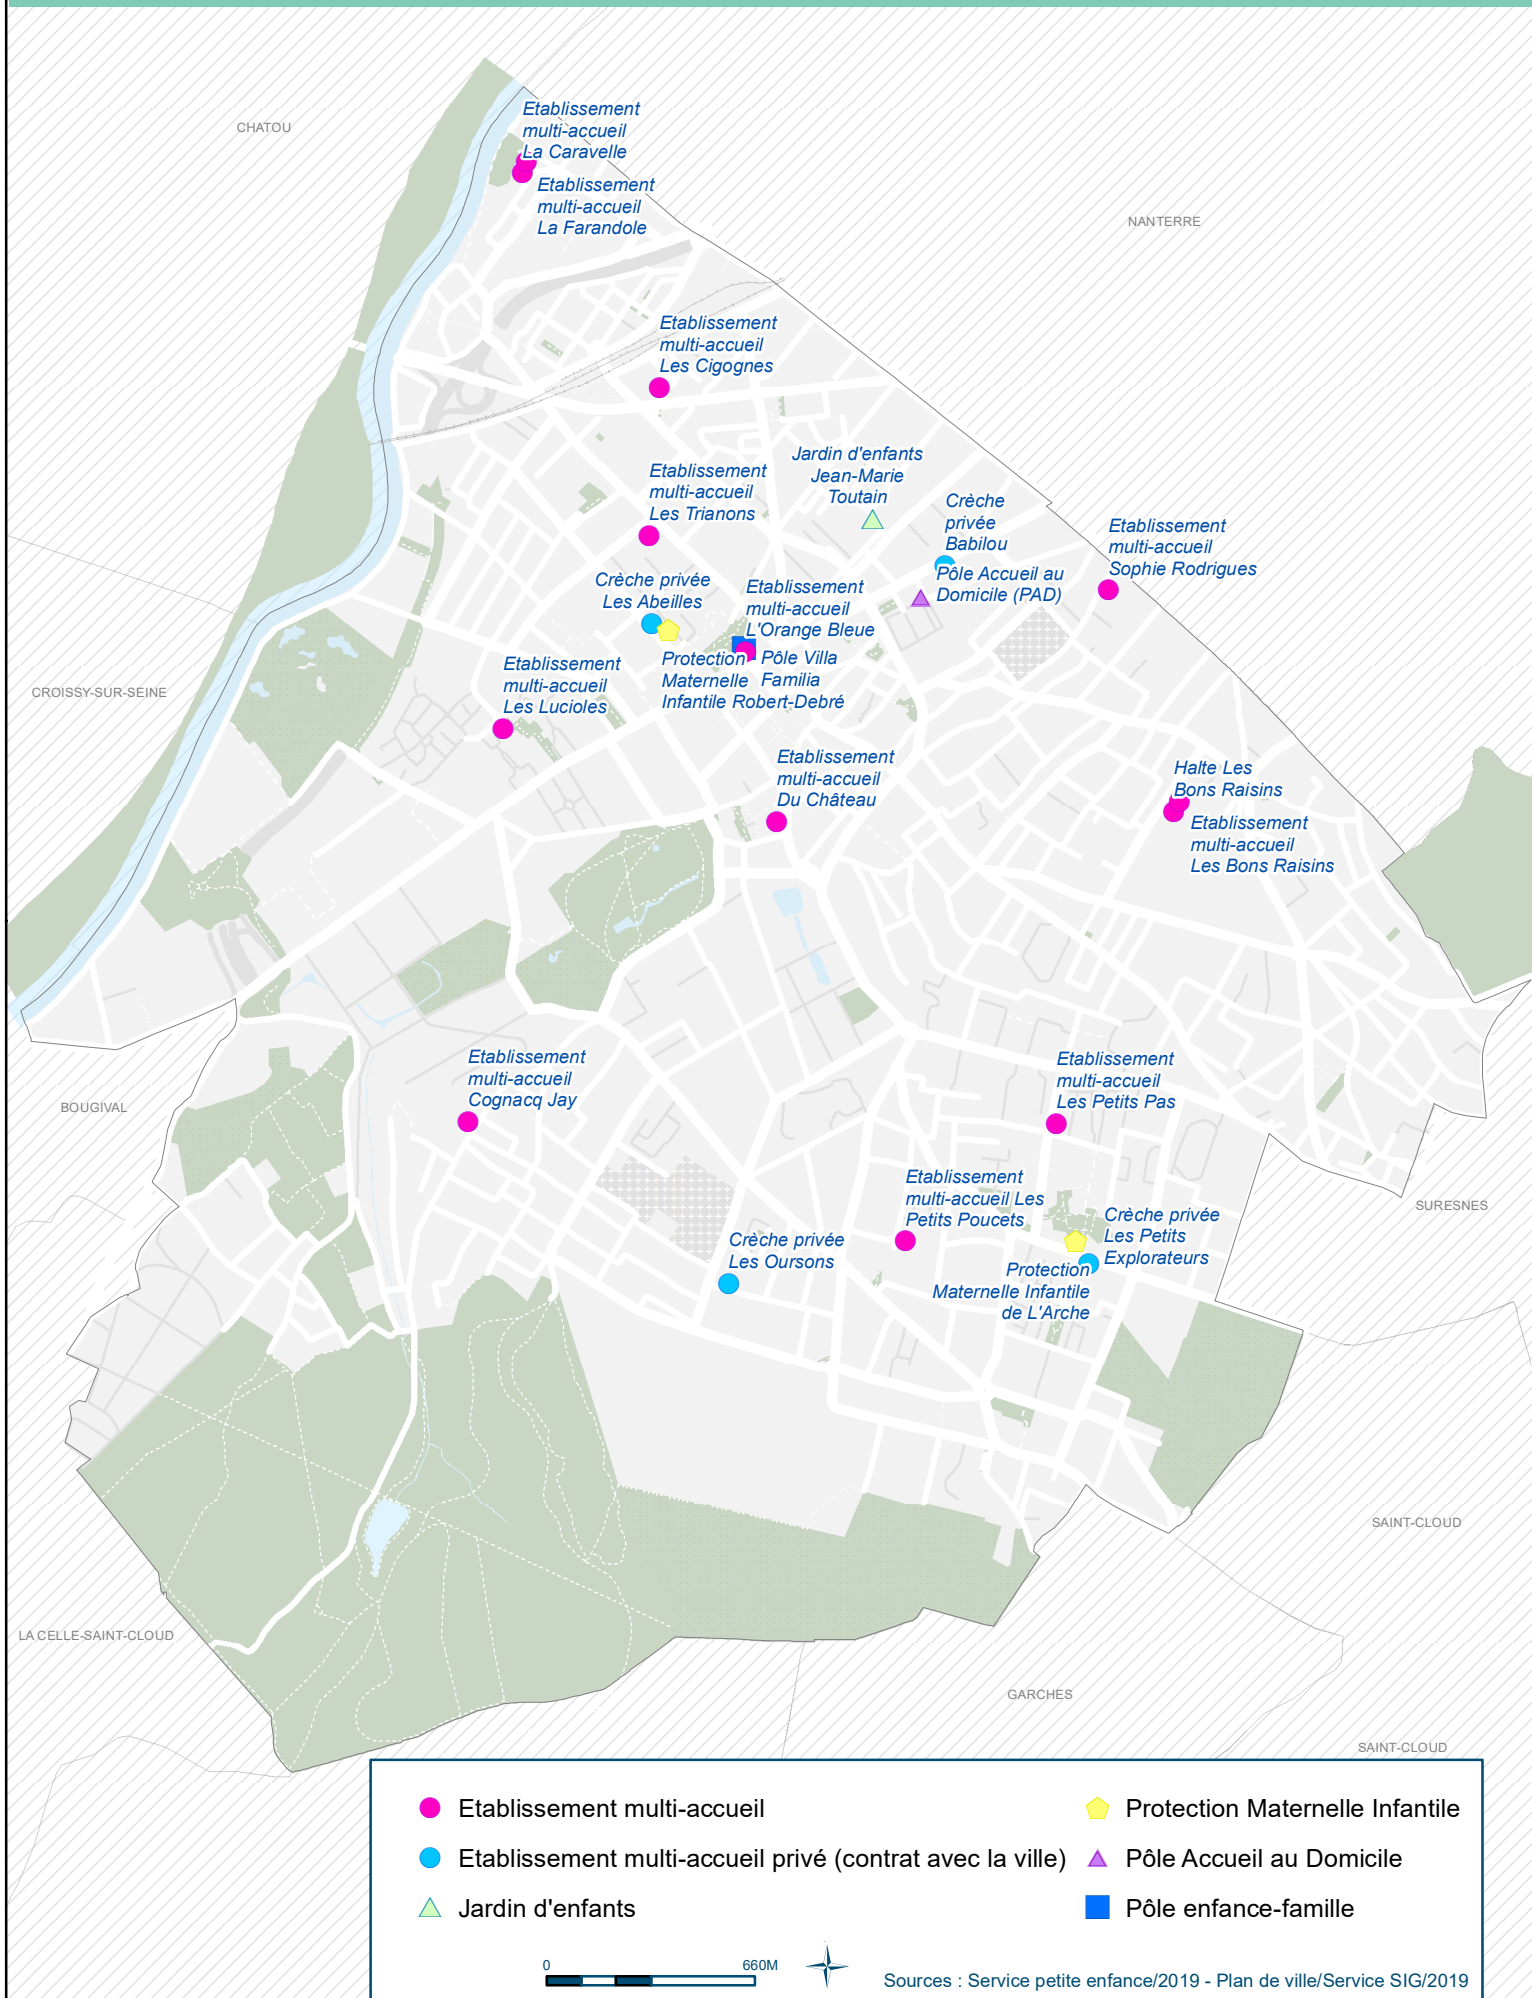 CHATOU
Etablissement
multi-accueil
La Caravelle
Etablissement
multi-accueil
La Farandole
NANTERRE
Etablissement
multi-accueil
Les Cigognes
Jardin d'enfants
Jean-Marie
Toutain
Etablissement
multi-accueil
Les Trianons
Crèche
privée
Babilou
Etablissement
multi-accueil
Sophie Rodrigues
Pôle Accueil au
Domicile (PAD)
Crèche privée
Les Abeilles
Etablissement
multi-accueil
L'Orange Bleue
Pôle Villa
Familia
Protection
Maternelle
Infantile Robert-Debré
Etablissement
multi-accueil
Les Lucioles
CROISSY-SUR-SEINE
Etablissement
multi-accueil
Du Château
Halte Les
Bons Raisins
Etablissement
multi-accueil
Les Bons Raisins
Etablissement
multi-accueil
Cognacq Jay
Etablissement
multi-accueil
Les Petits Pas
BOUGIVAL
Etablissement
multi-accueil Les
Petits Poucets
SURESNES
Crèche privée
Les Petits
Explorateurs
Crèche privée
Les Oursons
Protection
Maternelle Infantile
de L'Arche
SAINT-CLOUD
LA CELLE-SAINT-CLOUD
GARCHES
SAINT-CLOUD
Etablissement multi-accueil
Etablissement multi-accueil privé (contrat avec la ville)
Jardin d'enfants
Protection Maternelle Infantile
Pôle Accueil au Domicile
Pôle enfance-famille
0 660M
Sources : Service petite enfance/2019 - Plan de ville/Service SIG/2019